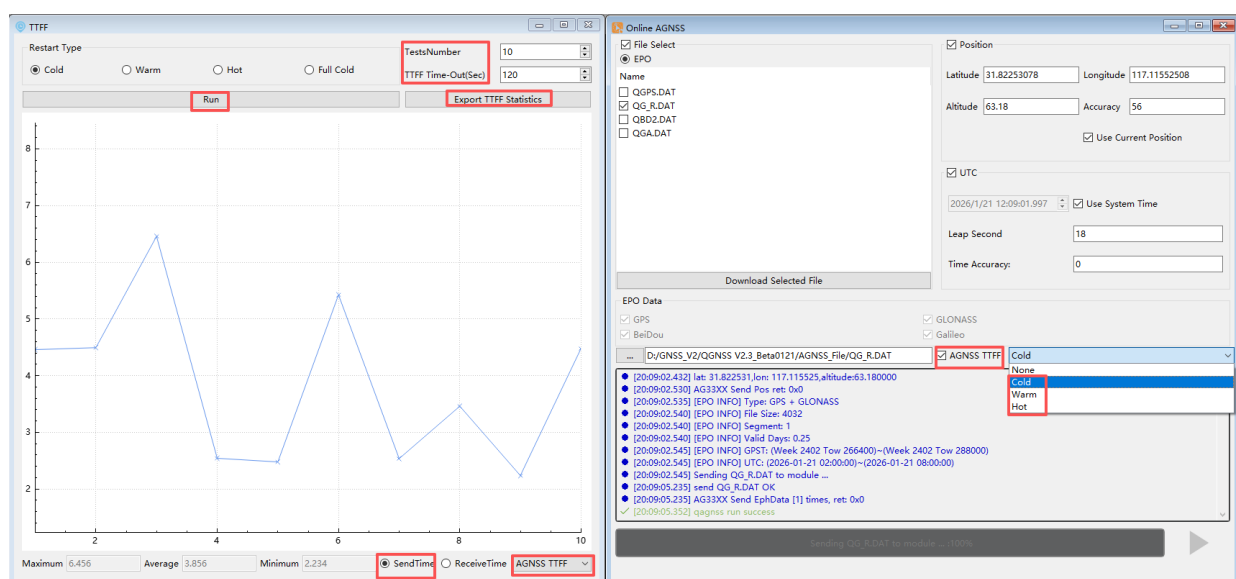 TTFF
Restart Type
Cold
Warm
Hot
Full Cold
TestsNumber
10
TTFF Time-Out(Sec)
120
Run
Export TTFF Statistics
8
7
6
5
4
3
2
2
4
6
8
10
Maximum
6.456
Average
3.856
Minimum
2.234
SendTime
ReceiveTime
AGNSS TTFF
Online AGNSS
File Select
EPO
Name
QGPS.DAT
QG_R.DAT
QBD2.DAT
QGA.DAT
Download Selected File
Position
Latitude
31.82253078
Longitude
117.11552508
Altitude
63.18
Accuracy
56
Use Current Position
UTC
2026/1/21 12:09:01.997
Use System Time
Leap Second
18
Time Accuracy:
0
EPO Data
GPS
GLONASS
BeiDou
Galileo
...
D:/GNSS_V2/QGNSS V2.3_Beta0121/AGNSS_File/QG_R.DAT
AGNSS TTFF
Cold
None
Cold
Warm
Hot
[20:09:02.432] lat: 31.822531,lon: 117.115525,altitude:63.180000
[20:09:02.530] AG33XX Send Pos ret: 0x0
[20:09:02.535] [EPO INFO] Type: GPS + GLONASS
[20:09:02.540] [EPO INFO] File Size: 4032
[20:09:02.540] [EPO INFO] Segment: 1
[20:09:02.540] [EPO INFO] Valid Days: 0.25
[20:09:02.545] [EPO INFO] GPST: (Week 2402 Tow 266400)~(Week 2402 Tow 288000)
[20:09:02.545] [EPO INFO] UTC: (2026-01-21 02:00:00)~(2026-01-21 08:00:00)
[20:09:02.545] Sending QG_R.DAT to module ...
[20:09:05.235] send QG_R.DAT OK
[20:09:05.235] AG33XX Send EphData [1] times, ret: 0x0
[20:09:05.352] qagnss run success
Sending QG_R.DAT to module ... :100%